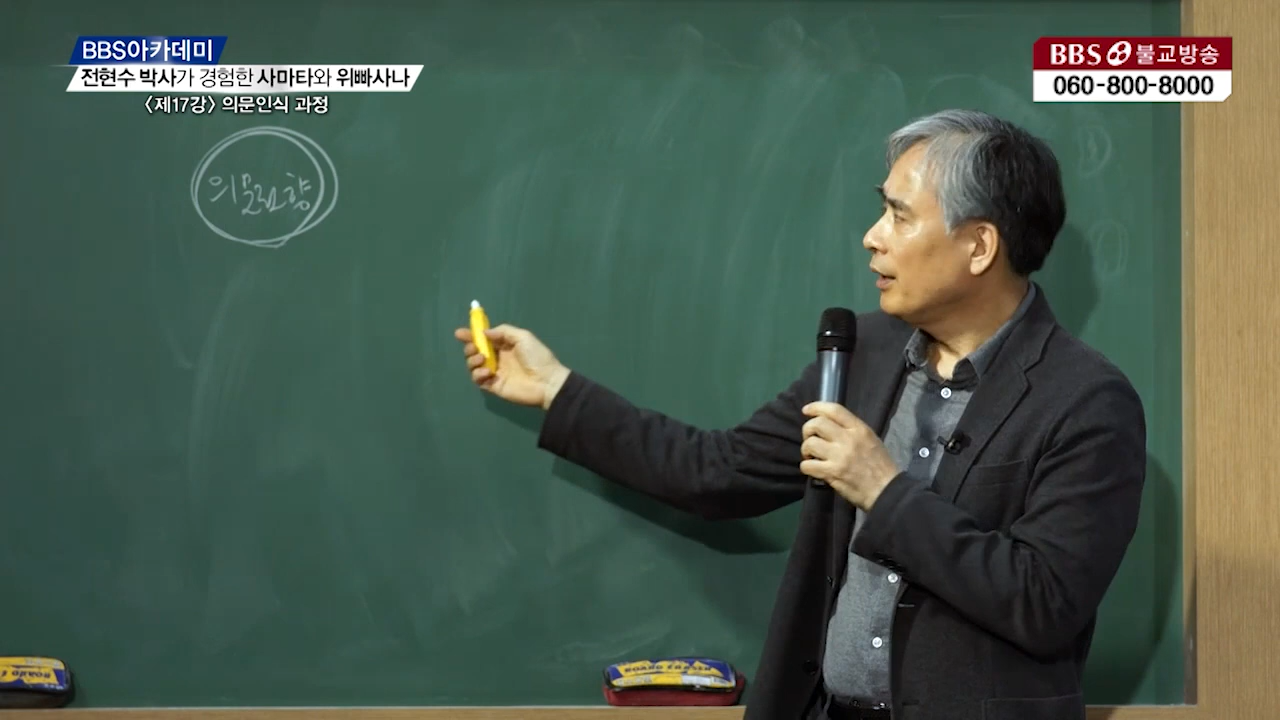 BBS아카데미
전현수 박사가 경험한 사마타와 위빠사나
<제17강> 의문인식 과정
BBS 불교방송
060-800-8000
의문전향